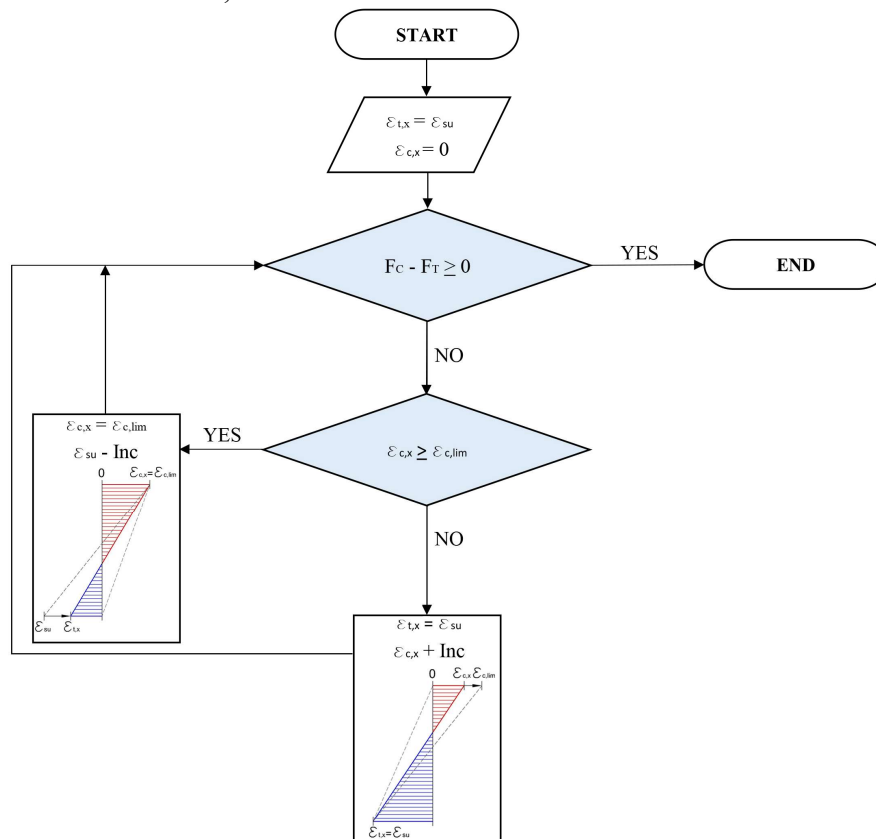 START
εt,x = εsu
εc,x = 0
FC - FT ≥ 0
YES
END
NO
εc,x = εc,lim
εsu - Inc
0
εc,x=εc,lim
εsu
εt,x
YES
εc,x ≥ εc,lim
NO
εt,x = εsu
εc,x + Inc
0
εc,x εc,lim
εt,x=εsu